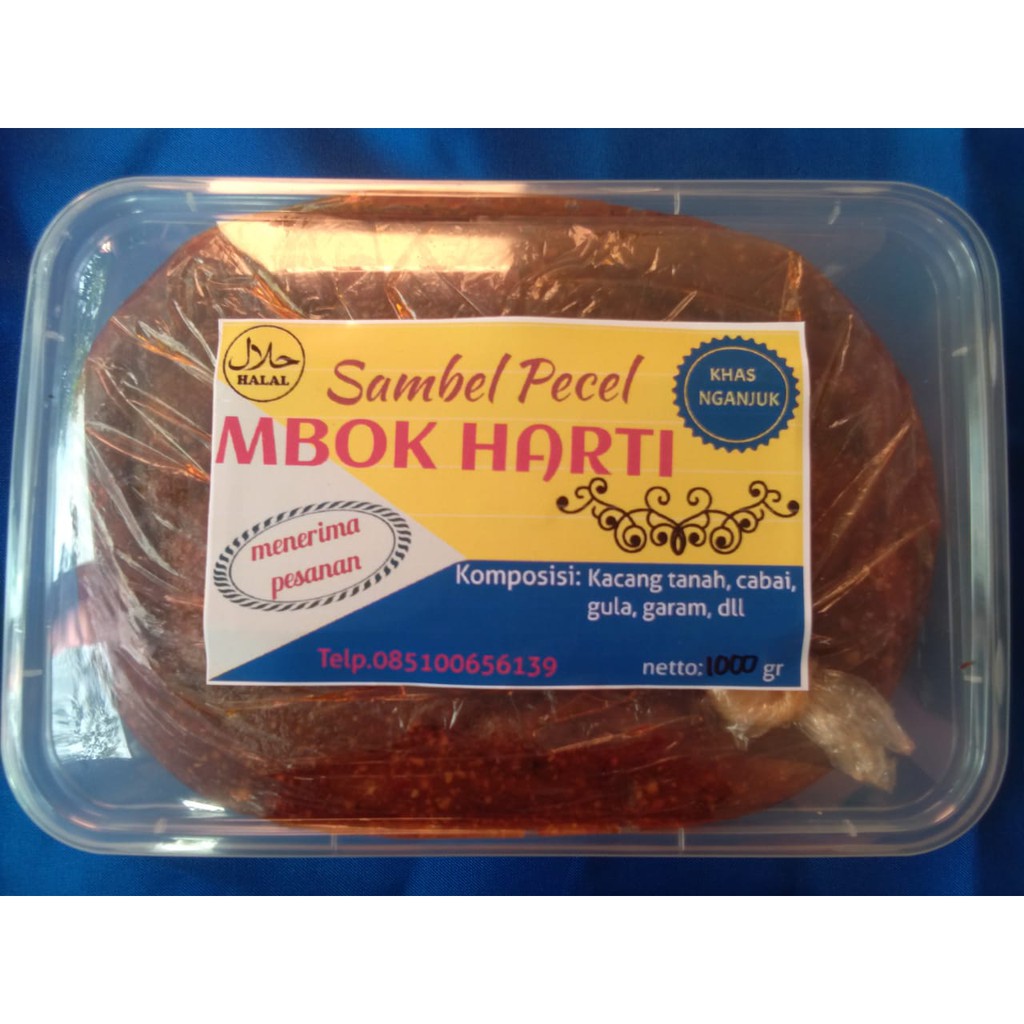 حلال
HALAL
Sambel Pecel
MBOK HARTI
KHAS
NGANJUK
menerima
pesanan
Komposisi: Kacang tanah, cabai,
gula, garam, dll
Telp.085100656139
netto:1000 gr